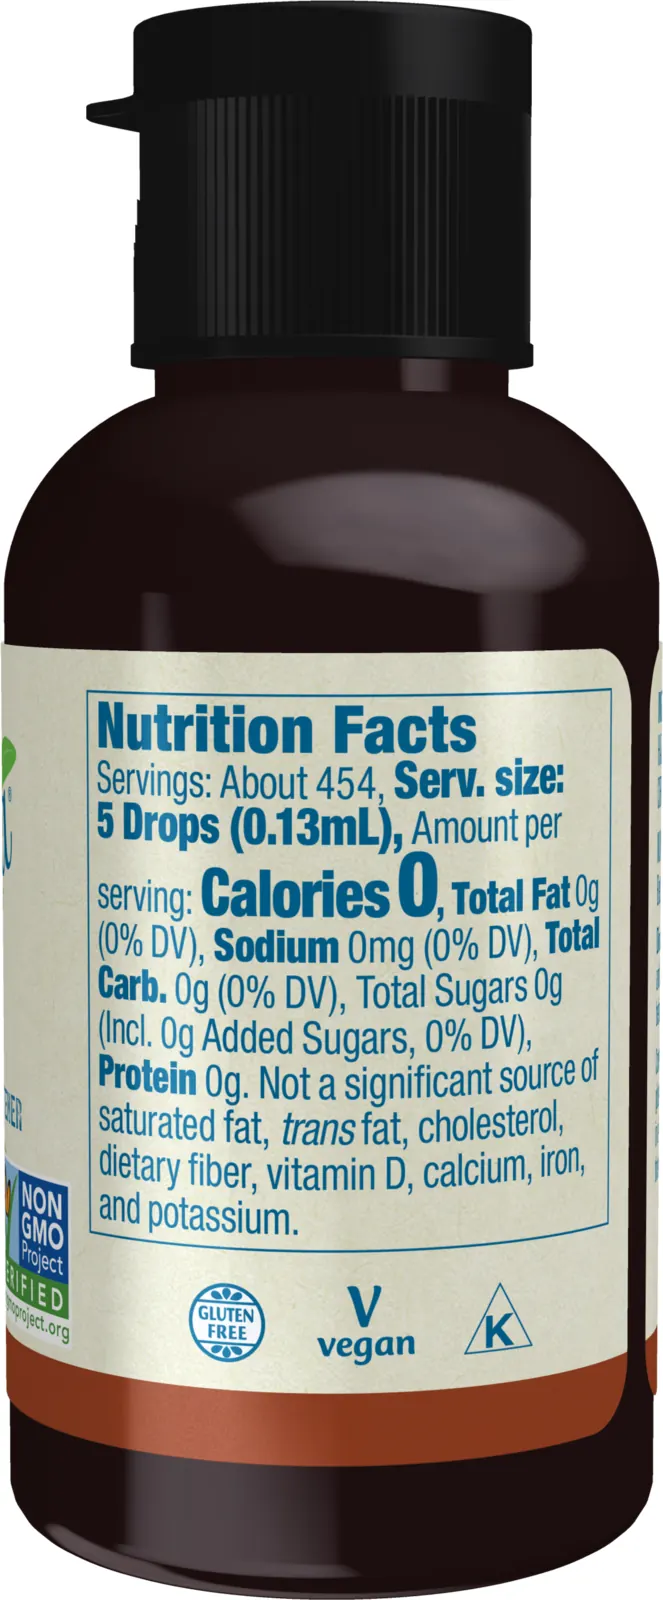 Nutrition Facts
Servings: About 454, Serv. size:
5 Drops (0.13mL), Amount per
serving: Calories 0, Total Fat 0g
(0% DV), Sodium 0mg (0% DV), Total
Carb. 0g (0% DV), Total Sugars 0g
(Incl. 0g Added Sugars, 0% DV),
Protein 0g. Not a significant source of
saturated fat, trans fat, cholesterol,
dietary fiber, vitamin D, calcium, iron,
and potassium.
NON
GMO
Project
GLUTEN
FREE
V
vegan
K